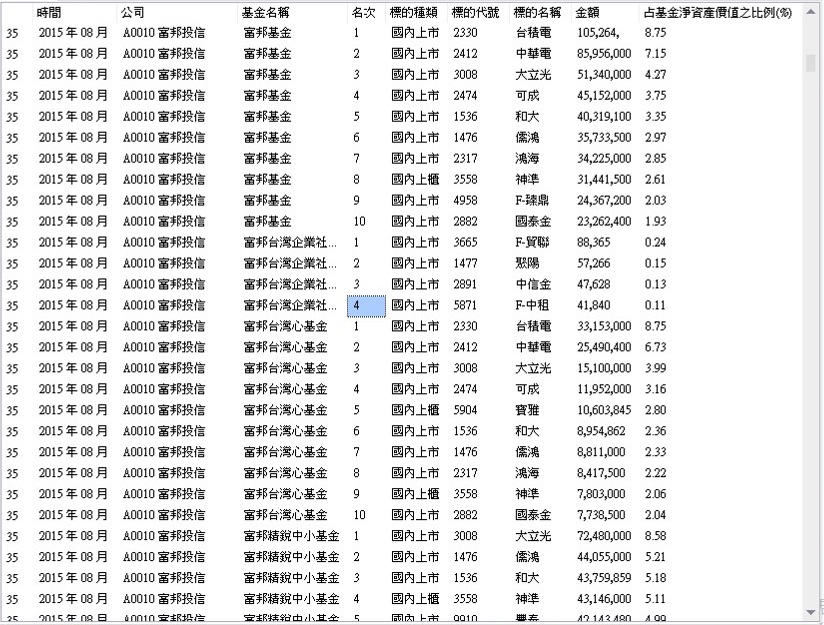 時間 公司 基金名稱 名次 標的種類 標的代號 標的名稱 金額 占基金淨資產價值之比例(%)
35 2015 年 08 月 A0010 富邦投信 富邦基金 1 國內上市 2330 台積電 105,264, 8.75
35 2015 年 08 月 A0010 富邦投信 富邦基金 2 國內上市 2412 中華電 85,956,000 7.15
35 2015 年 08 月 A0010 富邦投信 富邦基金 3 國內上市 3008 大立光 51,340,000 4.27
35 2015 年 08 月 A0010 富邦投信 富邦基金 4 國內上市 2474 可成 45,152,000 3.75
35 2015 年 08 月 A0010 富邦投信 富邦基金 5 國內上市 1536 和大 40,319,100 3.35
35 2015 年 08 月 A0010 富邦投信 富邦基金 6 國內上市 1476 儒鴻 35,733,500 2.97
35 2015 年 08 月 A0010 富邦投信 富邦基金 7 國內上市 2317 鴻海 34,225,000 2.85
35 2015 年 08 月 A0010 富邦投信 富邦基金 8 國內上櫃 3558 神準 31,441,500 2.61
35 2015 年 08 月 A0010 富邦投信 富邦基金 9 國內上市 4958 F-臻鼎 24,367,200 2.03
35 2015 年 08 月 A0010 富邦投信 富邦基金 10 國內上市 2882 國泰金 23,262,400 1.93
35 2015 年 08 月 A0010 富邦投信 富邦台灣企業社... 1 國內上市 3665 F-貿聯 88,365 0.24
35 2015 年 08 月 A0010 富邦投信 富邦台灣企業社... 2 國內上市 1477 聚陽 57,266 0.15
35 2015 年 08 月 A0010 富邦投信 富邦台灣企業社... 3 國內上市 2891 中信金 47,628 0.13
35 2015 年 08 月 A0010 富邦投信 富邦台灣企業社... 4 國內上市 5871 F-中租 41,840 0.11
35 2015 年 08 月 A0010 富邦投信 富邦台灣心基金 1 國內上市 2330 台積電 33,153,000 8.75
35 2015 年 08 月 A0010 富邦投信 富邦台灣心基金 2 國內上市 2412 中華電 25,490,400 6.73
35 2015 年 08 月 A0010 富邦投信 富邦台灣心基金 3 國內上市 3008 大立光 15,100,000 3.99
35 2015 年 08 月 A0010 富邦投信 富邦台灣心基金 4 國內上市 2474 可成 11,952,000 3.16
35 2015 年 08 月 A0010 富邦投信 富邦台灣心基金 5 國內上櫃 5904 寶雅 10,603,845 2.80
35 2015 年 08 月 A0010 富邦投信 富邦台灣心基金 6 國內上市 1536 和大 8,954,862 2.36
35 2015 年 08 月 A0010 富邦投信 富邦台灣心基金 7 國內上市 1476 儒鴻 8,811,000 2.33
35 2015 年 08 月 A0010 富邦投信 富邦台灣心基金 8 國內上市 2317 鴻海 8,417,500 2.22
35 2015 年 08 月 A0010 富邦投信 富邦台灣心基金 9 國內上櫃 3558 神準 7,803,000 2.06
35 2015 年 08 月 A0010 富邦投信 富邦台灣心基金 10 國內上市 2882 國泰金 7,738,500 2.04
35 2015 年 08 月 A0010 富邦投信 富邦精銳中小基金 1 國內上市 3008 大立光 72,480,000 8.58
35 2015 年 08 月 A0010 富邦投信 富邦精銳中小基金 2 國內上市 1476 儒鴻 44,055,000 5.21
35 2015 年 08 月 A0010 富邦投信 富邦精銳中小基金 3 國內上市 1536 和大 43,759,859 5.18
35 2015 年 08 月 A0010 富邦投信 富邦精銳中小基金 4 國內上櫃 3558 神準 43,146,000 5.11
35 2015 年 08 月 A0010 富邦投信 富邦精銳中小基金 5 國內上市 9910 豐泰 42,143,480 4.99